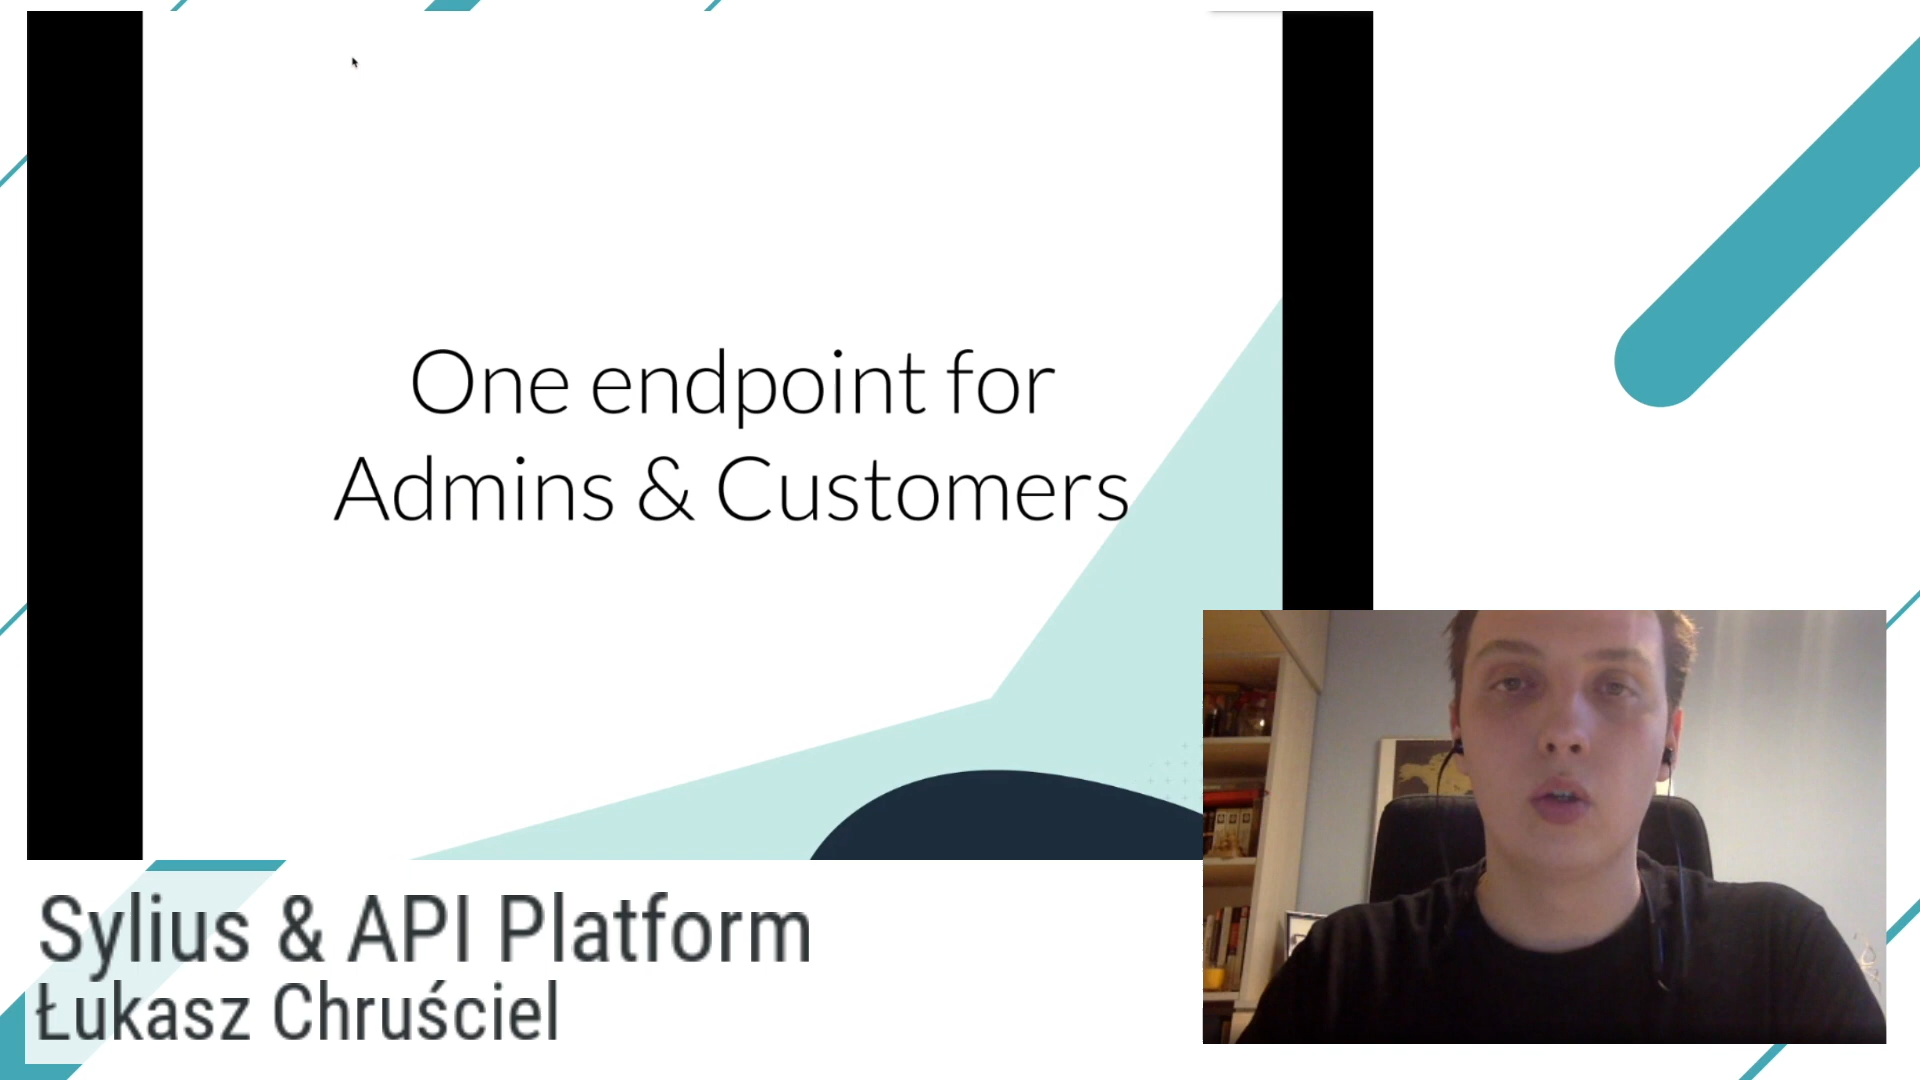 One endpoint for
Admins & Customers
Sylius & API Platform
Łukasz Chruściel